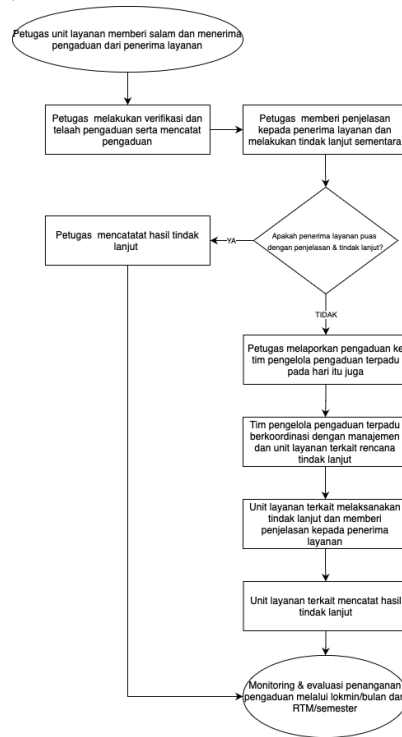 Petugas unit layanan memberi salam dan menerima
pengaduan dari penerima layanan
Petugas melakukan verifikasi dan
telaah pengaduan serta mencatat
pengaduan
Petugas memberi penjelasan
kepada penerima layanan dan
melakukan tindak lanjut sementara
Apakah penerima layanan puas
dengan penjelasan & tindak lanjut?
YA
Petugas mencatatat hasil tindak
lanjut
TIDAK
Petugas melaporkan pengaduan ke
tim pengelola pengaduan terpadu
pada hari itu juga
Tim pengelola pengaduan terpadu
berkoordinasi dengan manajemen
dan unit layanan terkait rencana
tindak lanjut
Unit layanan terkait melaksanakan
tindak lanjut dan memberi
penjelasan kepada penerima
layanan
Unit layanan terkait mencatat hasil
tindak lanjut
Monitoring & evaluasi penanganan
pengaduan melalui lokmin/bulan dan
RTM/semester